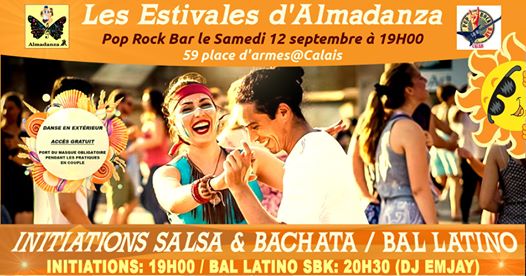 Les Estivales d'Almadanza
Pop Rock Bar le Samedi 12 septembre à 19H00
59 place d'armes@Calais
Almadanza
CALAIS
DANSE EN EXTÉRIEUR
ACCÈS GRATUIT
PORT DU MASQUE OBLIGATOIRE
PENDANT LES PRATIQUES
EN COUPLE
INITIATIONS SALSA & BACHATA / BAL LATINO
INITIATIONS: 19H00 / BAL LATINO SBK: 20H30 (DJ EMJAY)